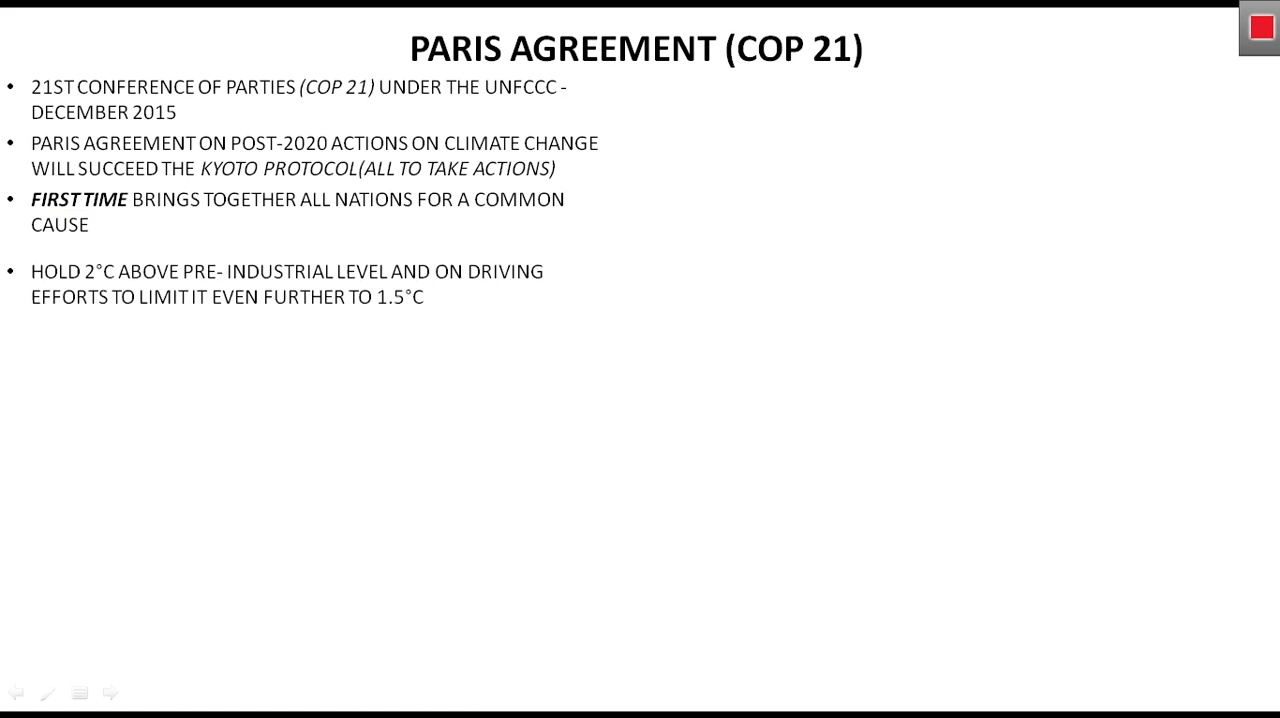 PARIS AGREEMENT (COP 21)
• 21ST CONFERENCE OF PARTIES (COP 21) UNDER THE UNFCCC -
DECEMBER 2015
• PARIS AGREEMENT ON POST-2020 ACTIONS ON CLIMATE CHANGE
WILL SUCCEED THE KYOTO PROTOCOL(ALL TO TAKE ACTIONS)
• FIRST TIME BRINGS TOGETHER ALL NATIONS FOR A COMMON
CAUSE
• HOLD 2°C ABOVE PRE- INDUSTRIAL LEVEL AND ON DRIVING
EFFORTS TO LIMIT IT EVEN FURTHER TO 1.5°C